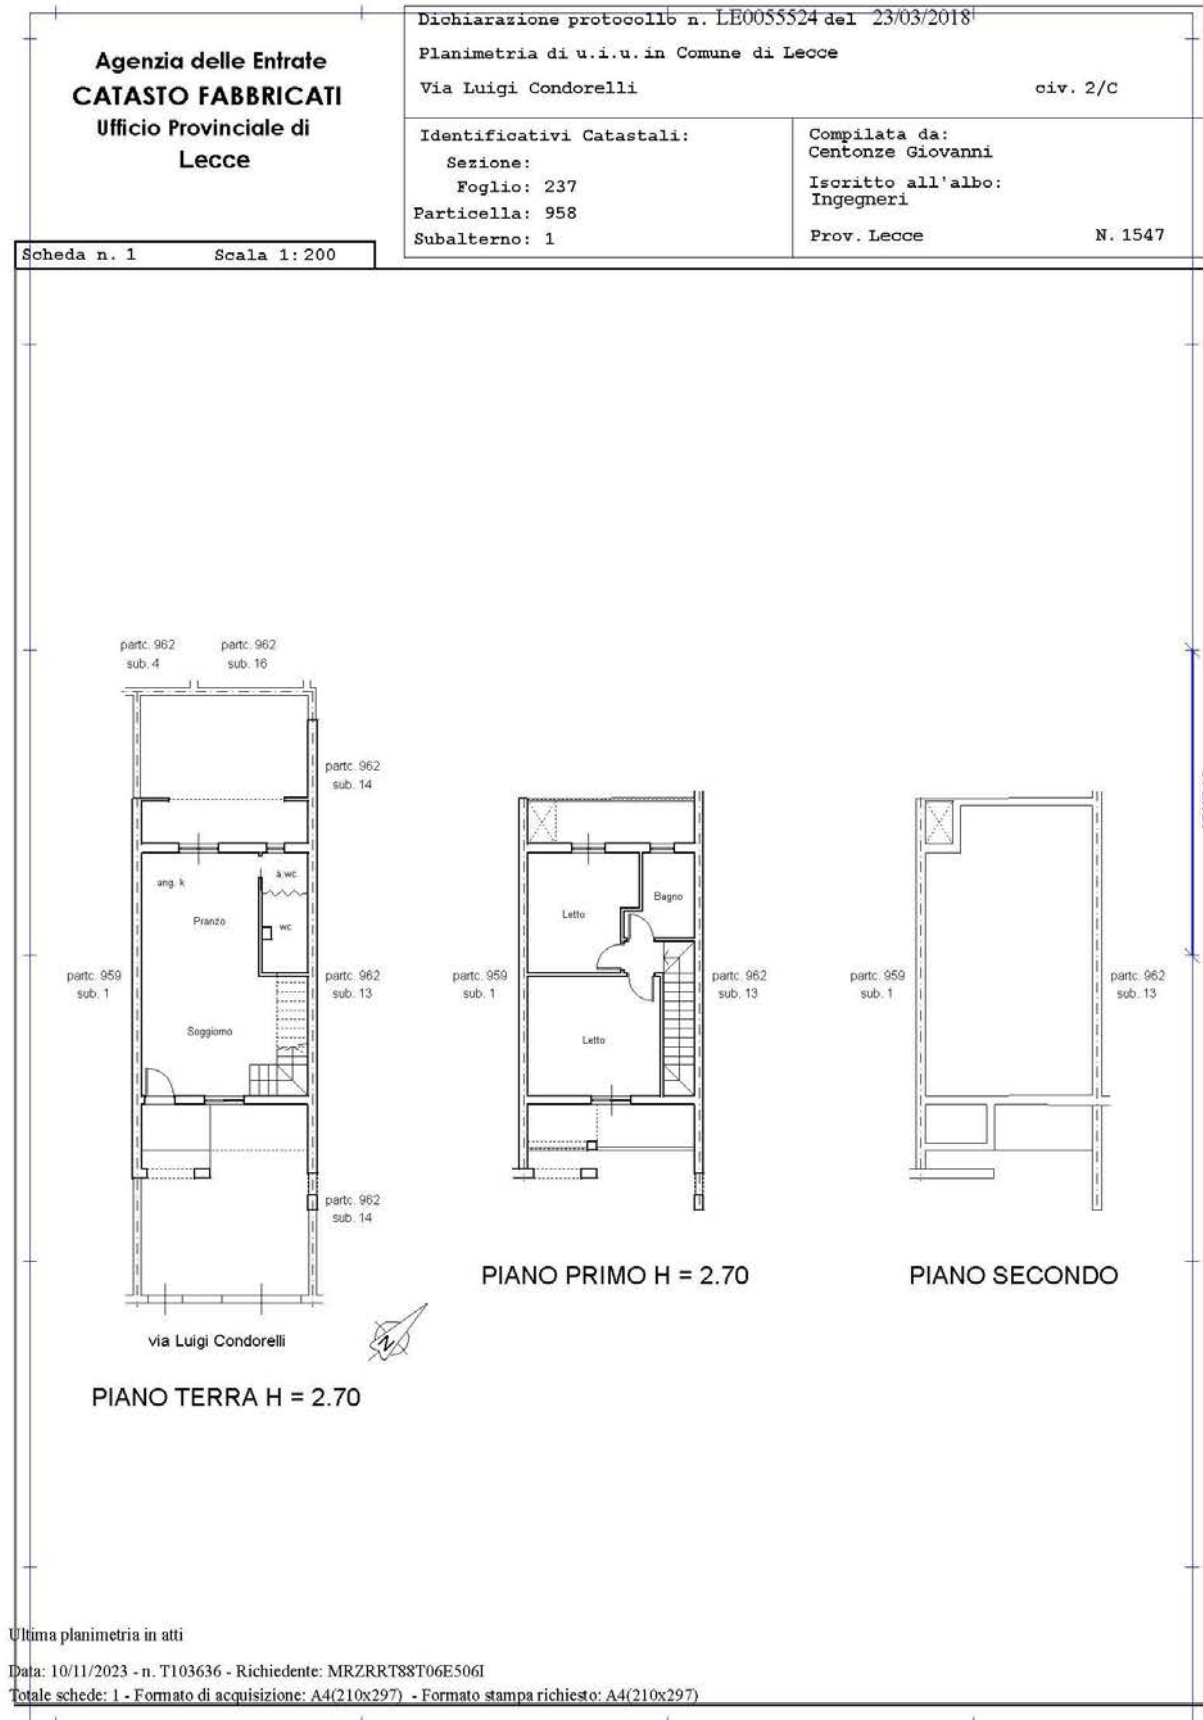 Agenzia delle Entrate
CATASTO FABBRICATI
Ufficio Provinciale di
Lecce
Dichiarazione protocollo n. LE0055524 del 23/03/2018
Planimetria di u.i.u. in Comune di Lecce
Via Luigi Condorelli civ. 2/C
Identificativi Catastali:
Sezione:
Foglio: 237
Particella: 958
Subalterno: 1
Compilata da:
Centonze Giovanni
Iscritto all'albo:
Ingegneri
Prov. Lecce N. 1547
Scheda n. 1 Scala 1:200
partc. 962
sub. 4
partc. 962
sub. 16
partc. 962
sub. 14
ang. k
a.wc.
Pranzo
wc
partc. 959
sub. 1
partc. 962
sub. 13
Soggiorno
partc. 962
sub. 14
via Luigi Condorelli
N
PIANO TERRA H = 2.70
Letto
Bagno
partc. 959
sub. 1
partc. 962
sub. 13
Letto
PIANO PRIMO H = 2.70
partc. 959
sub. 1
partc. 962
sub. 13
PIANO SECONDO
Ultima planimetria in atti
Data: 10/11/2023 - n. T103636 - Richiedente: MRZRRT88T06E506I
Totale schede: 1 - Formato di acquisizione: A4(210x297) - Formato stampa richiesto: A4(210x297)